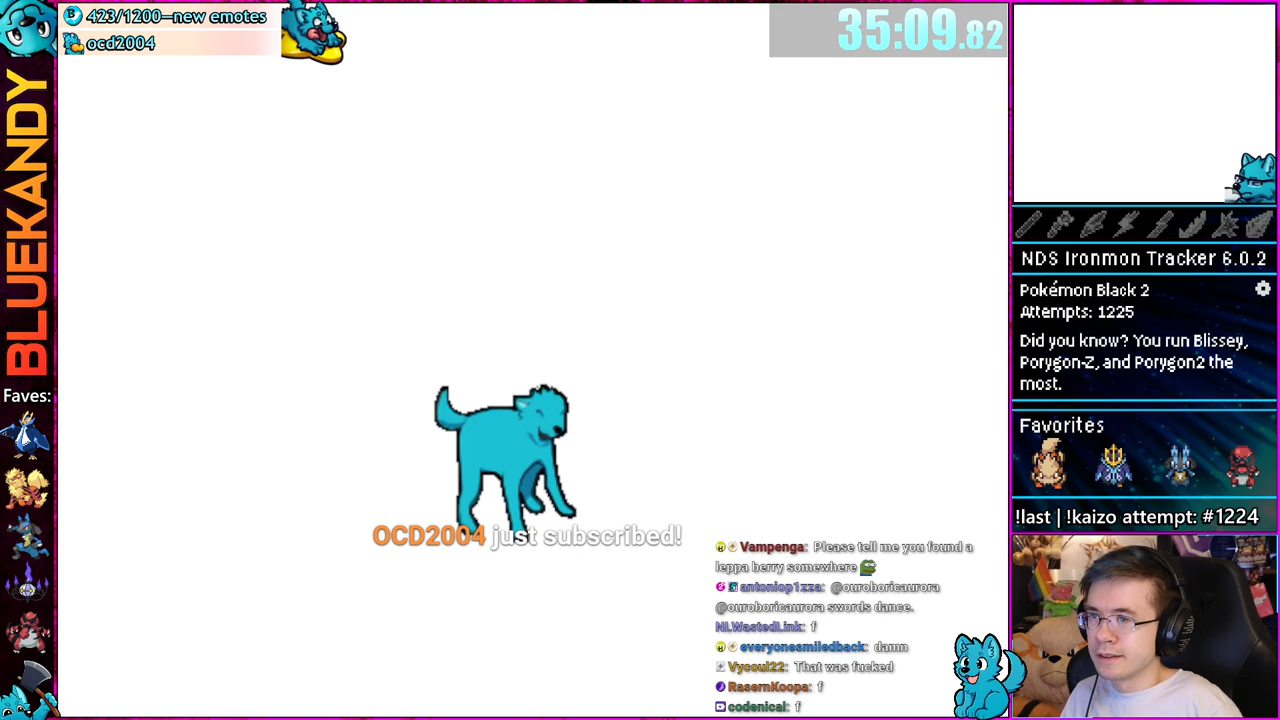 423/1200—new emotes
ocd2004
35:09.82
BLUEKANDY
Faves:
OCD2004 just subscribed!
Vampenga: Please tell me you found a
leppa berry somewhere
antoniop1zza: @ouroboricaurora
@ouroboricaurora swords dance.
NLWastedLink: f
everyonesmiledback: damn
Vycoul22: That was fucked
RasernKoopa: f
codenical: f
NDS Ironmon Tracker 6.0.2
Pokémon Black 2
Attempts: 1225
Did you know? You run Blissey,
Porygon-Z, and Porygon2 the
most.
Favorites
!last | !kaizo attempt: #1224